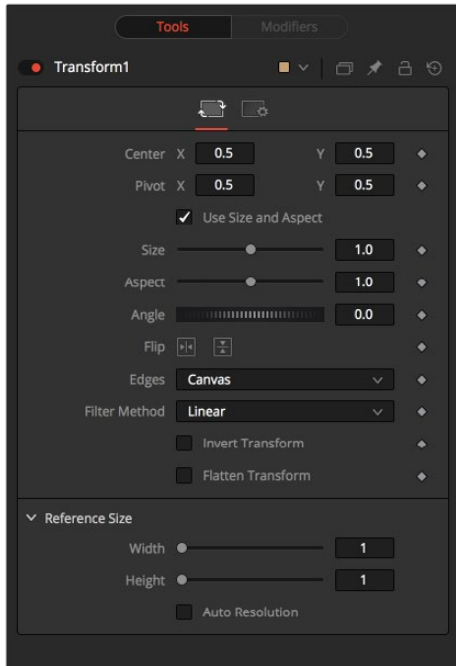 Tools Modifiers
Transform1
Center X 0.5 Y 0.5
Pivot X 0.5 Y 0.5
Use Size and Aspect
Size 1.0
Aspect 1.0
Angle 0.0
Flip
Edges Canvas
Filter Method Linear
Invert Transform
Flatten Transform
Reference Size
Width 1
Height 1
Auto Resolution